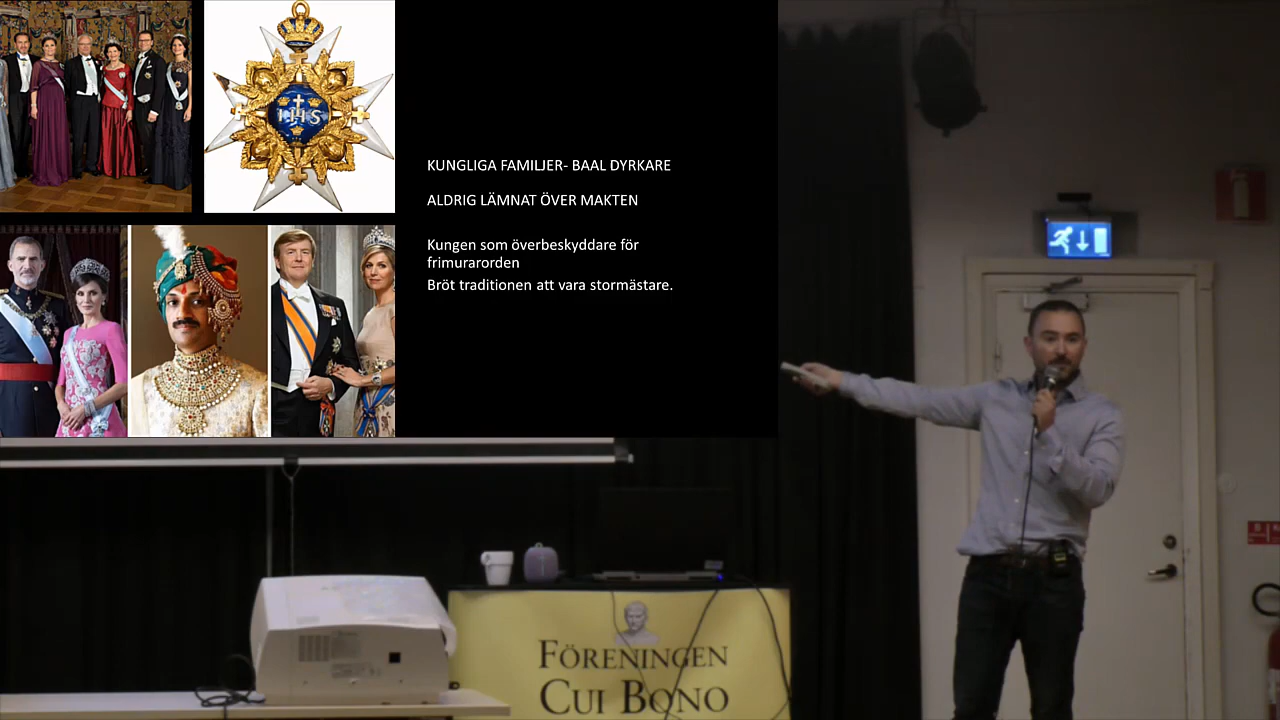 IHS
KUNGLIGA FAMILJER- BAAL DYRKARE
ALDRIG LÄMNAT ÖVER MAKTEN
Kungen som överbeskyddare för
frimurarorden
Bröt traditionen att vara stormästare.
FÖRENINGEN
CUI BONO